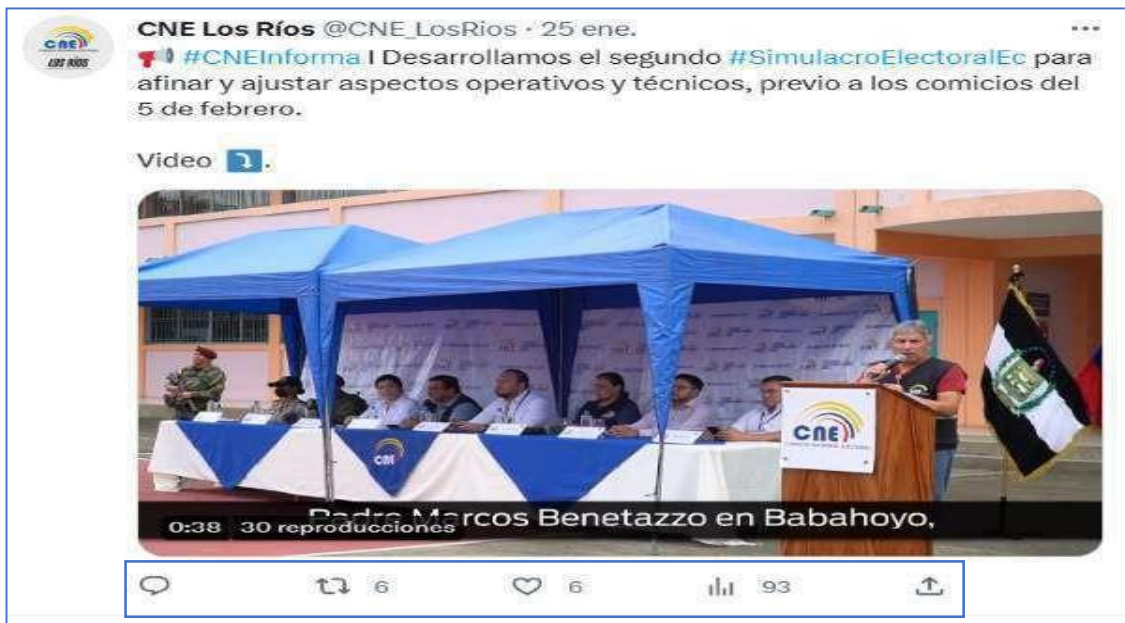 CNE Los Ríos @CNE_LosRios · 25 ene.
#CNEInforma I Desarrollamos el segundo #SimulacroElectoralEc para
afinar y ajustar aspectos operativos y técnicos, previo a los comicios del
5 de febrero.
Video
CNE
LOS RÍOS
CNE
CNE
Padre Marcos Benetazzo en Babahoyo,
0:38 30 reproducciones
6 6 93